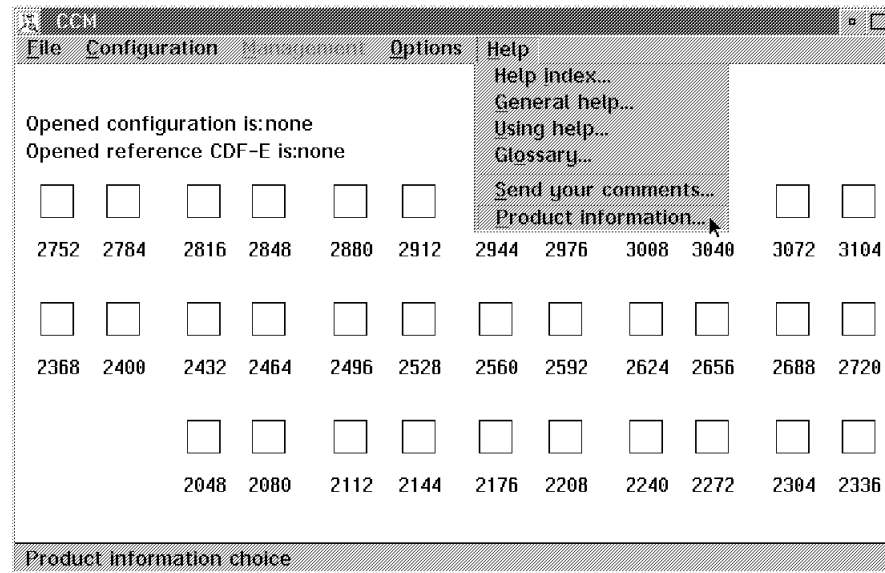 CCM
File Configuration Management Options Help
Help index...
General help...
Using help...
Glossary...
Send your comments...
Product information...
Opened configuration is:none
Opened reference CDF-E is:none
2752 2784 2816 2848 2880 2912 2944 2976 3008 3040 3072 3104
2368 2400 2432 2464 2496 2528 2560 2592 2624 2656 2688 2720
2048 2080 2112 2144 2176 2208 2240 2272 2304 2336
Product information choice